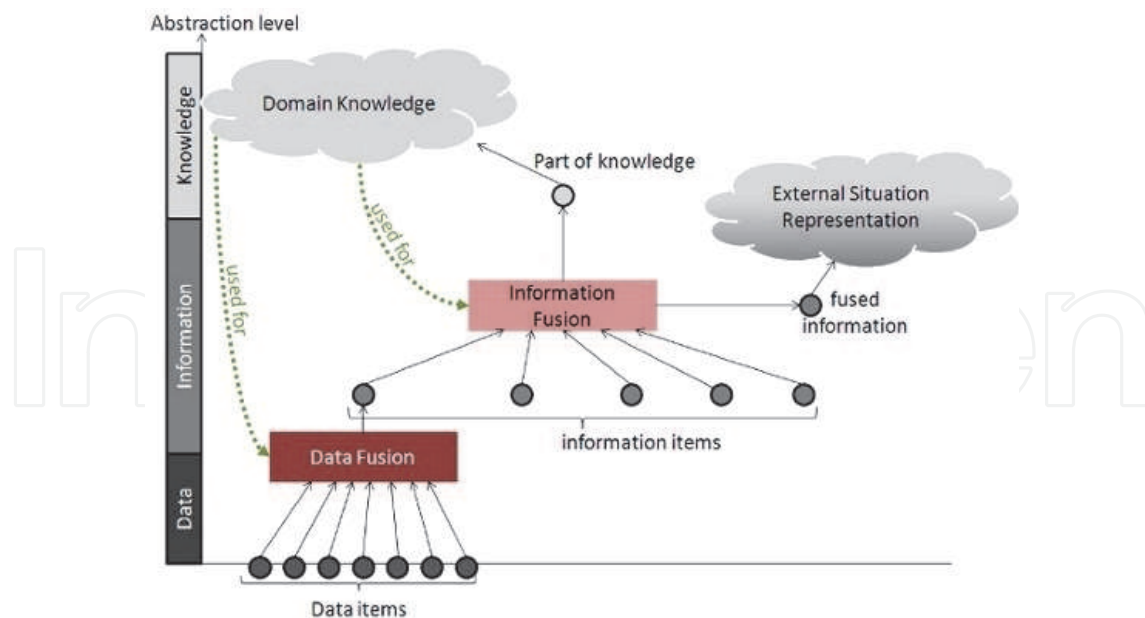 Abstraction level
Knowledge
Domain Knowledge
Part of knowledge
External Situation
Representation
used for
used for
Information
Information
Fusion
fused
information
information items
Data Fusion
Data
Data items